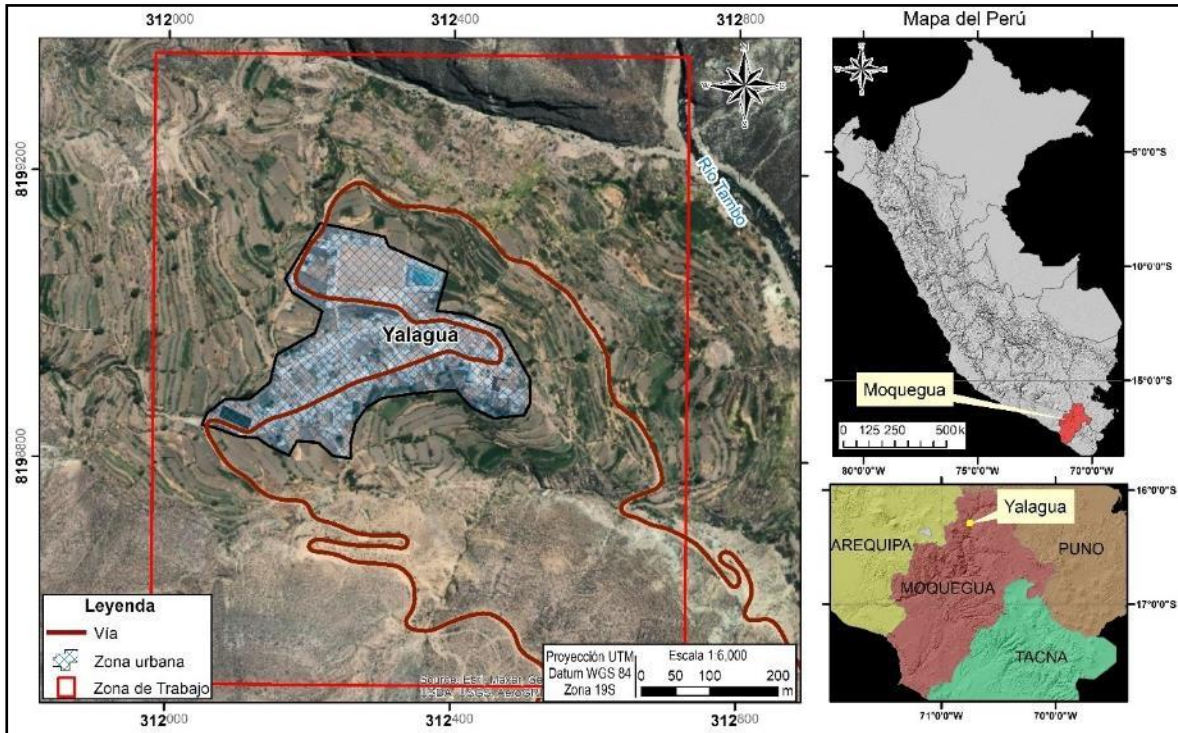 312000
312400
312800
8199200
8198800
Río Tambo
Yalagua
Leyenda
Vía
Zona urbana
Zona de Trabajo
Proyección UTM
Datum WGS 84
Zona 19S
Escala 1:6,000
0 50 100 200
m
312000
312400
312800
Mapa del Perú
5°0'0"S
10°0'0"S
15°0'0"S
Moquegua
0 125 250 500
80°0'0"W
75°0'0"W
70°0'0"W
16°0'0"S
Yalagua
AREQUIPA
PUNO
MOQUEGUA
17°0'0"S
TACNA
71°0'0"W
70°0'0"W